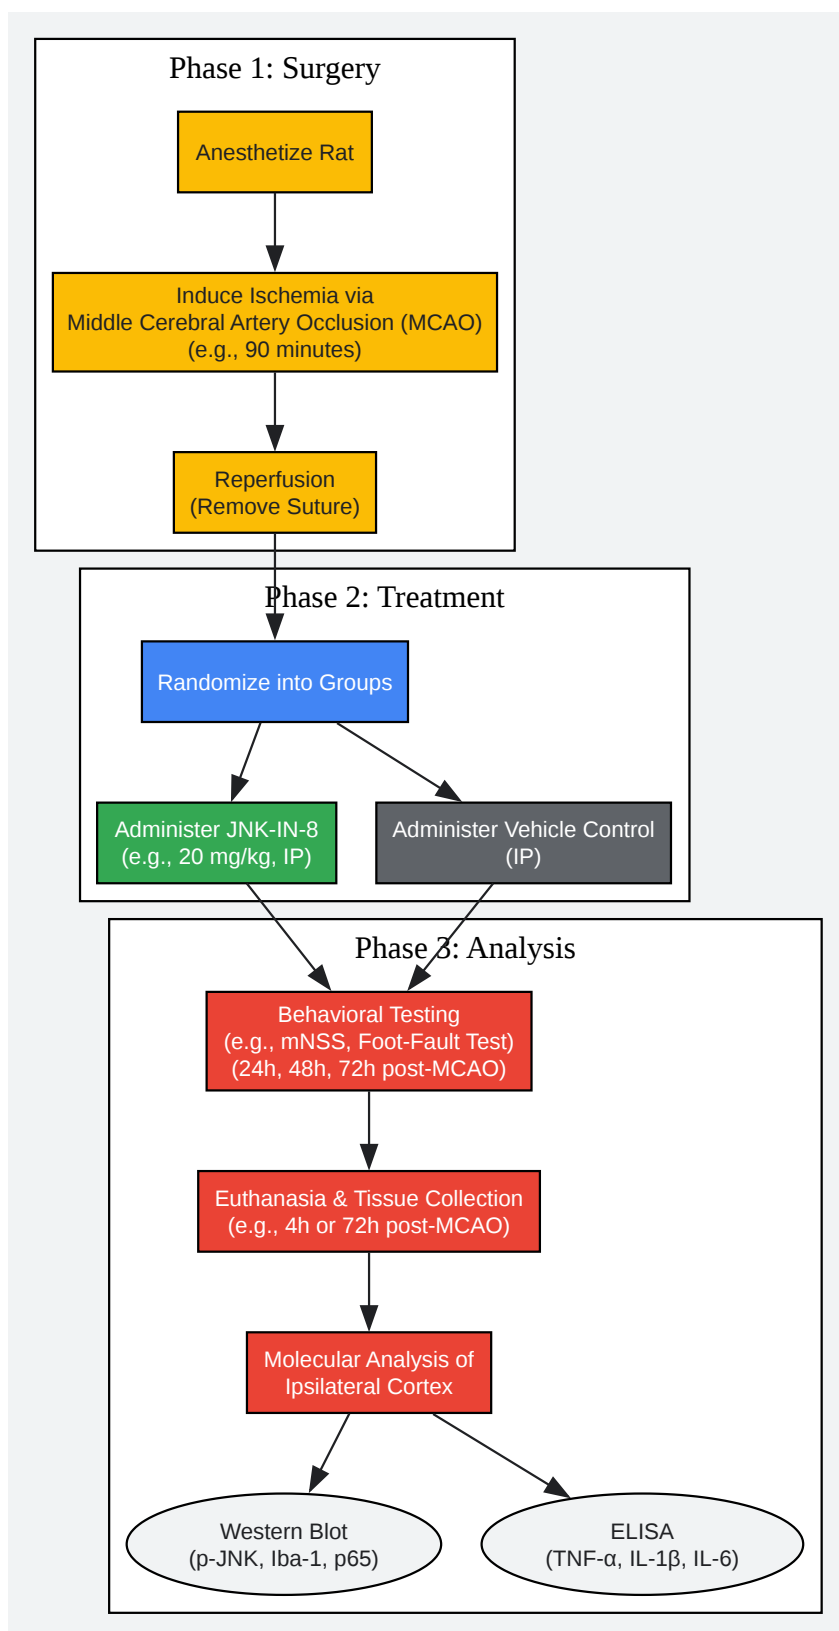 Phase 1: Surgery
Anesthetize Rat
Induce Ischemia via
Middle Cerebral Artery Occlusion (MCAO)
(e.g., 90 minutes)
Reperfusion
(Remove Suture)
Phase 2: Treatment
Randomize into Groups
Administer JNK-IN-8
(e.g., 20 mg/kg, IP)
Administer Vehicle Control
(IP)
Phase 3: Analysis
Behavioral Testing
(e.g., mNSS, Foot-Fault Test)
(24h, 48h, 72h post-MCAO)
Euthanasia & Tissue Collection
(e.g., 4h or 72h post-MCAO)
Molecular Analysis of
Ipsilateral Cortex
Western Blot
(p-JNK, Iba-1, p65)
ELISA
(TNF-α, IL-1β, IL-6)